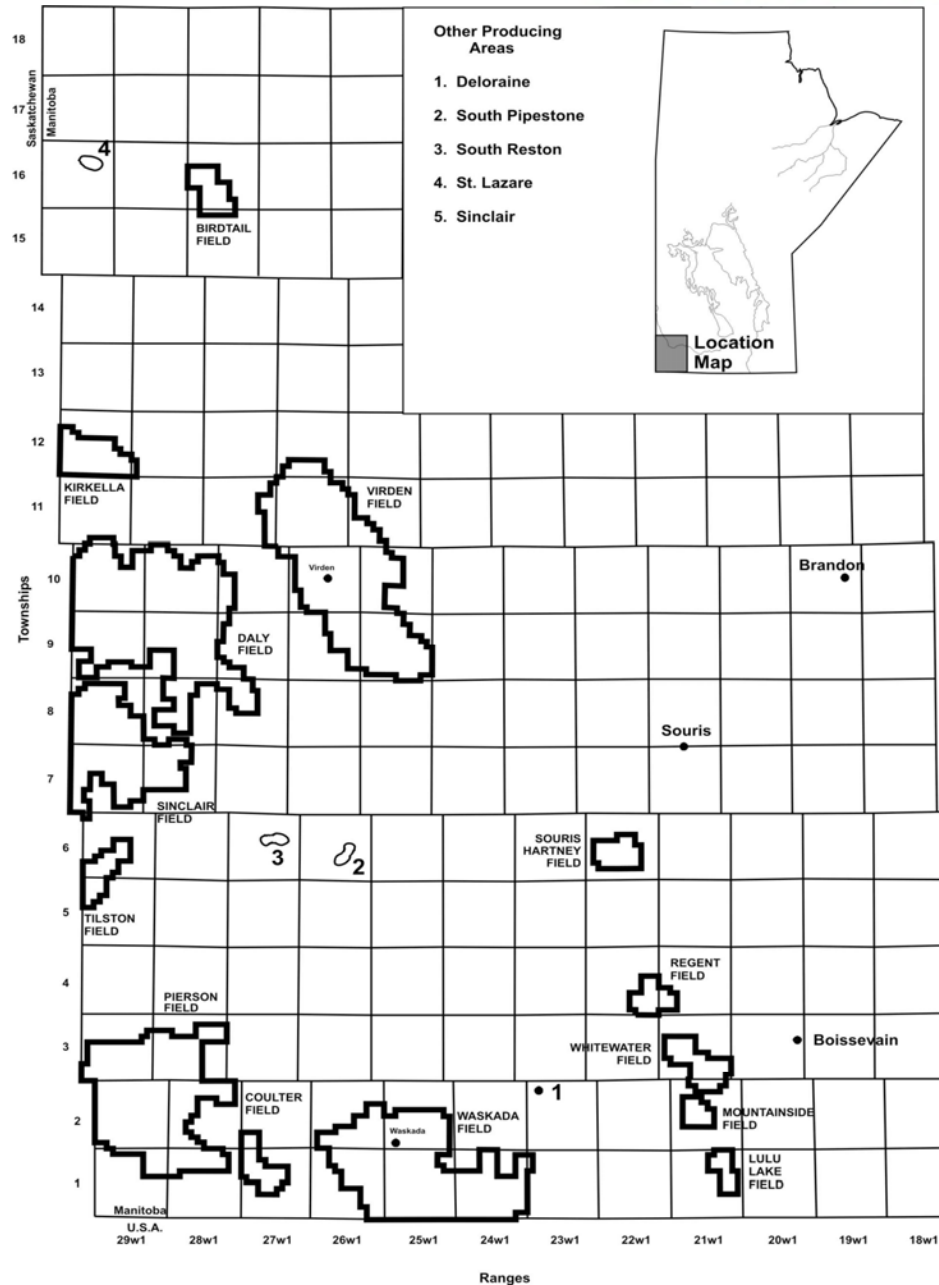 Other Producing
Areas
1. Deloraine
2. South Pipestone
3. South Reston
4. St. Lazare
5. Sinclair
Location
Map
18
17
16
15
14
13
12
11
10
9
8
7
6
5
4
3
2
1
Townships
Saskatchewan
Manitoba
4
BIRDTAIL
FIELD
KIRKELLA
FIELD
VIRDEN
FIELD
Virden
Brandon
DALY
FIELD
Souris
SINCLAIR
FIELD
3
2
SOURIS
HARTNEY
FIELD
TILSTON
FIELD
REGENT
FIELD
PIERSON
FIELD
WHITEWATER
FIELD
Boissevain
COULTER
FIELD
1
WASKADA
FIELD
Waskada
MOUNTAINSIDE
FIELD
LULU
LAKE
FIELD
Manitoba
U.S.A.
29w1 28w1 27w1 26w1 25w1 24w1 23w1 22w1 21w1 20w1 19w1 18w1
Ranges